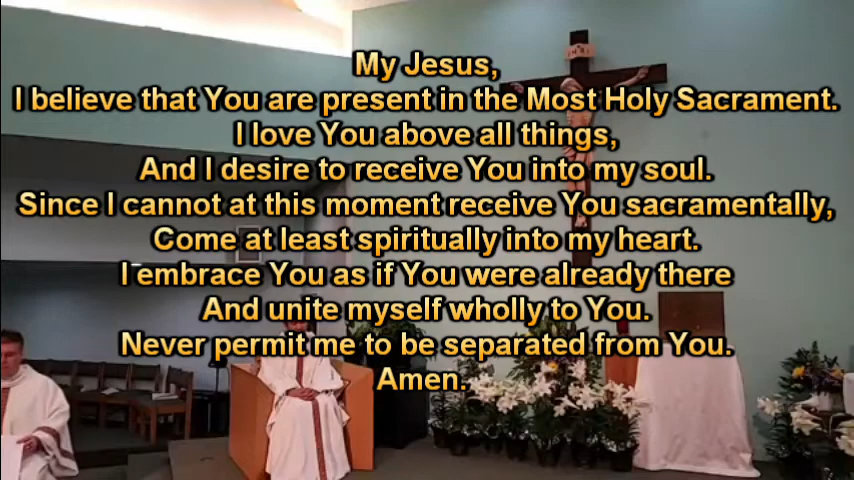 My Jesus,
I believe that You are present in the Most Holy Sacrament.
I love You above all things,
And I desire to receive You into my soul.
Since I cannot at this moment receive You sacramentally,
Come at least spiritually into my heart.
I embrace You as if You were already there
And unite myself wholly to You.
Never permit me to be separated from You.
Amen.